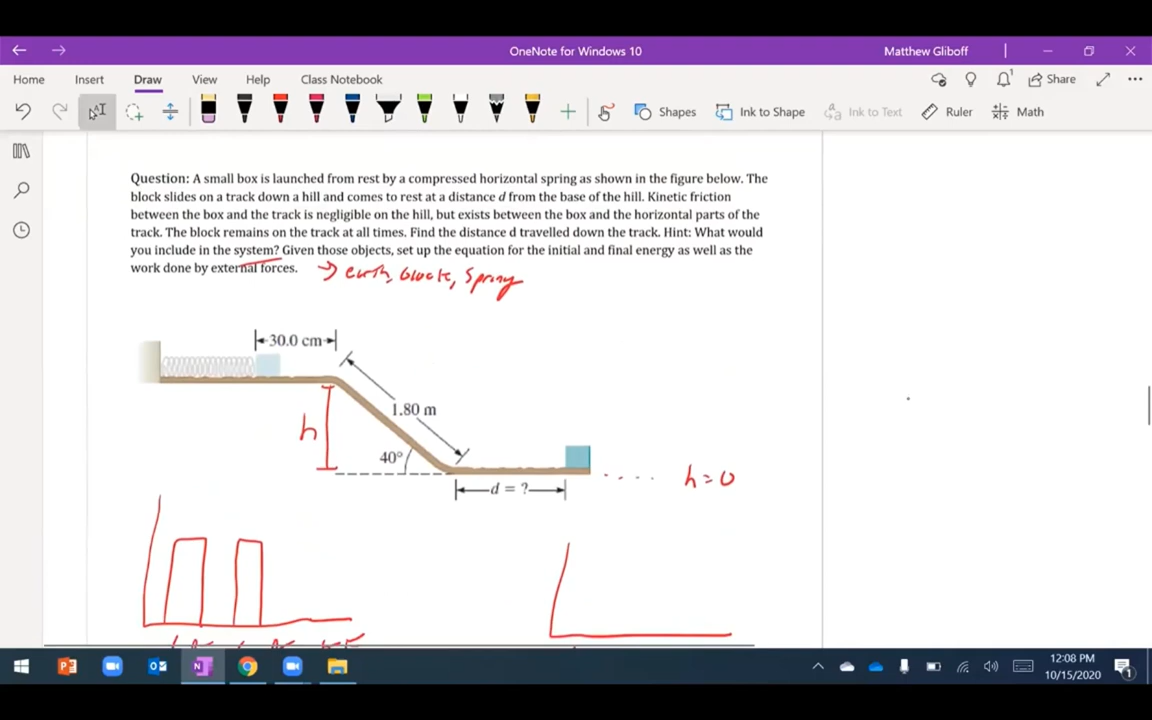 OneNote for Windows 10
Matthew Gliboff
Home Insert Draw View Help Class Notebook
Share
Shapes Ink to Shape Ink to Text Ruler Math
Question: A small box is launched from rest by a compressed horizontal spring as shown in the figure below. The
block slides on a track down a hill and comes to rest at a distance d from the base of the hill. Kinetic friction
between the box and the track is negligible on the hill, but exists between the box and the horizontal parts of the
track. The block remains on the track at all times. Find the distance d travelled down the track. Hint: What would
you include in the system? Given those objects, set up the equation for the initial and final energy as well as the
work done by external forces.
→ earth, block, spring
30.0 cm
1.80 m
h
40°
h = 0
d = ?
12:08 PM
10/15/2020